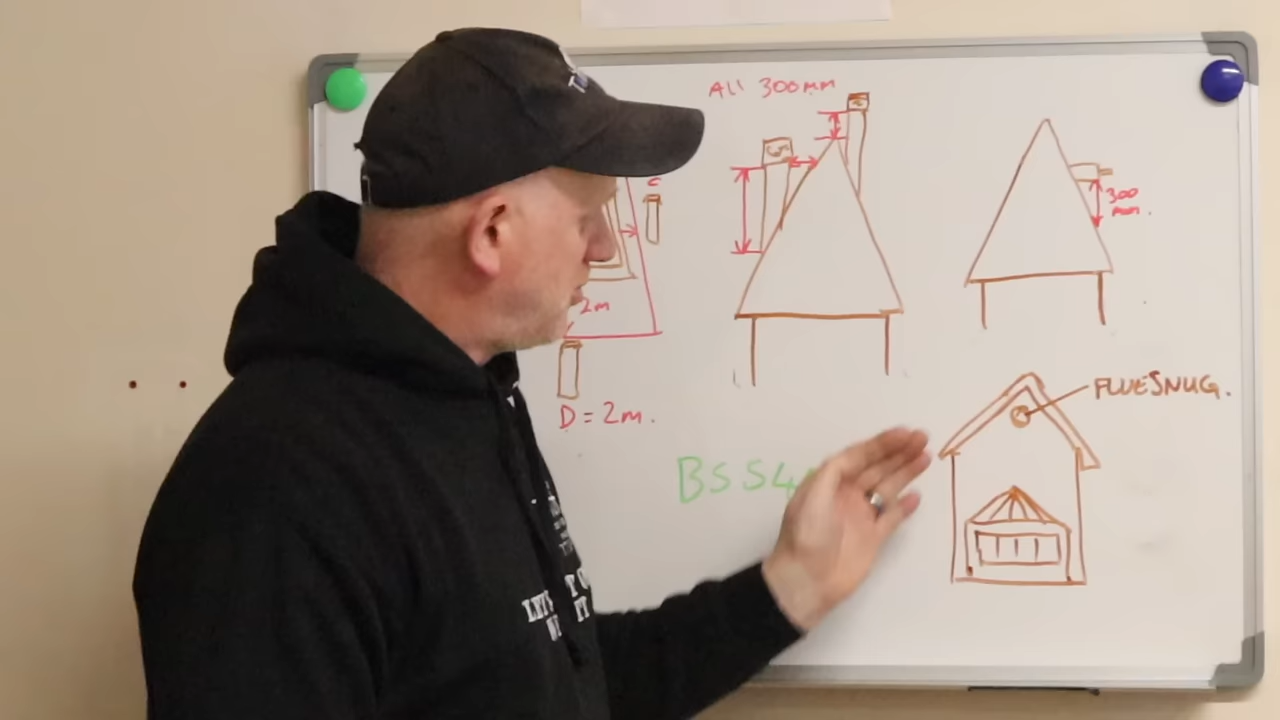 ALL 300MM
C
300
mm.
2m
D = 2m.
FLUE SNUG.
BS 54